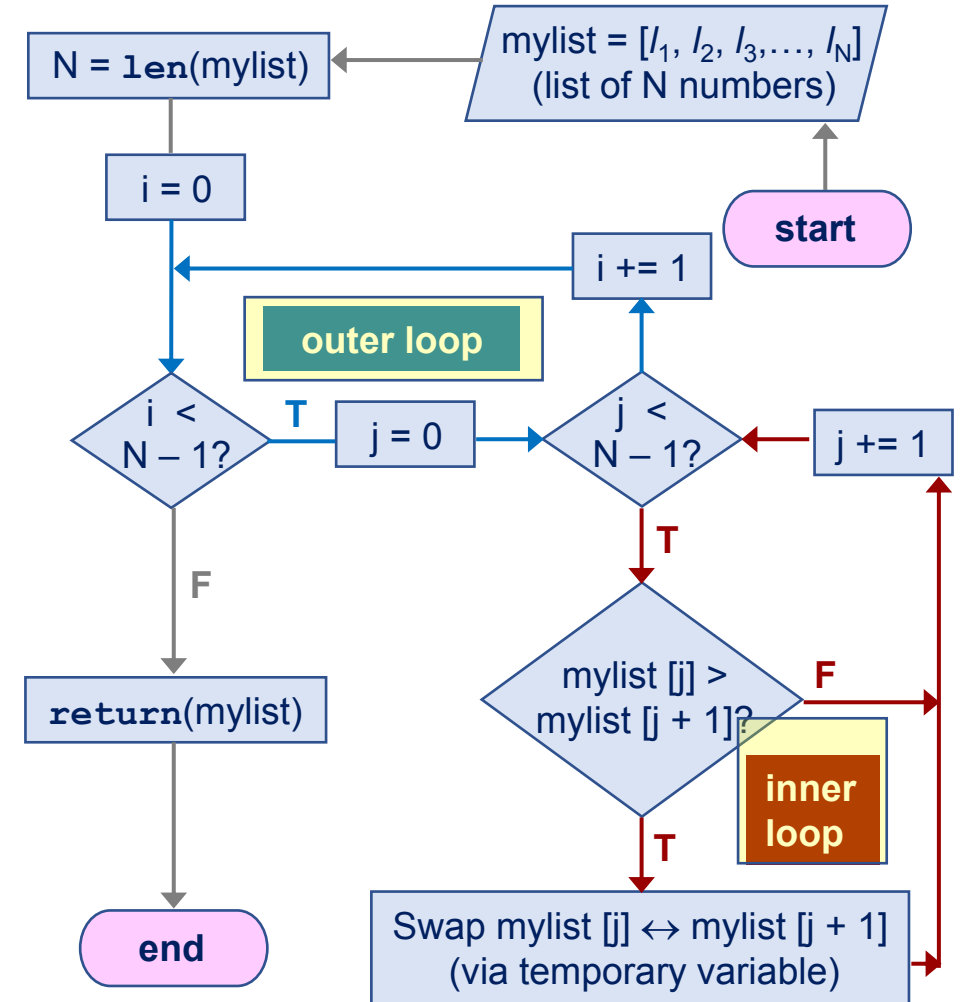 start
mylist = [l1, l2, l3,…, lN]
(list of N numbers)
N = len(mylist)
i = 0
i += 1
outer loop
i <
N – 1?
T
j = 0
j <
N – 1?
j += 1
T
F
mylist [j] >
mylist [j + 1]?
F
inner
loop
T
return(mylist)
Swap mylist [j] ↔ mylist [j + 1]
(via temporary variable)
end